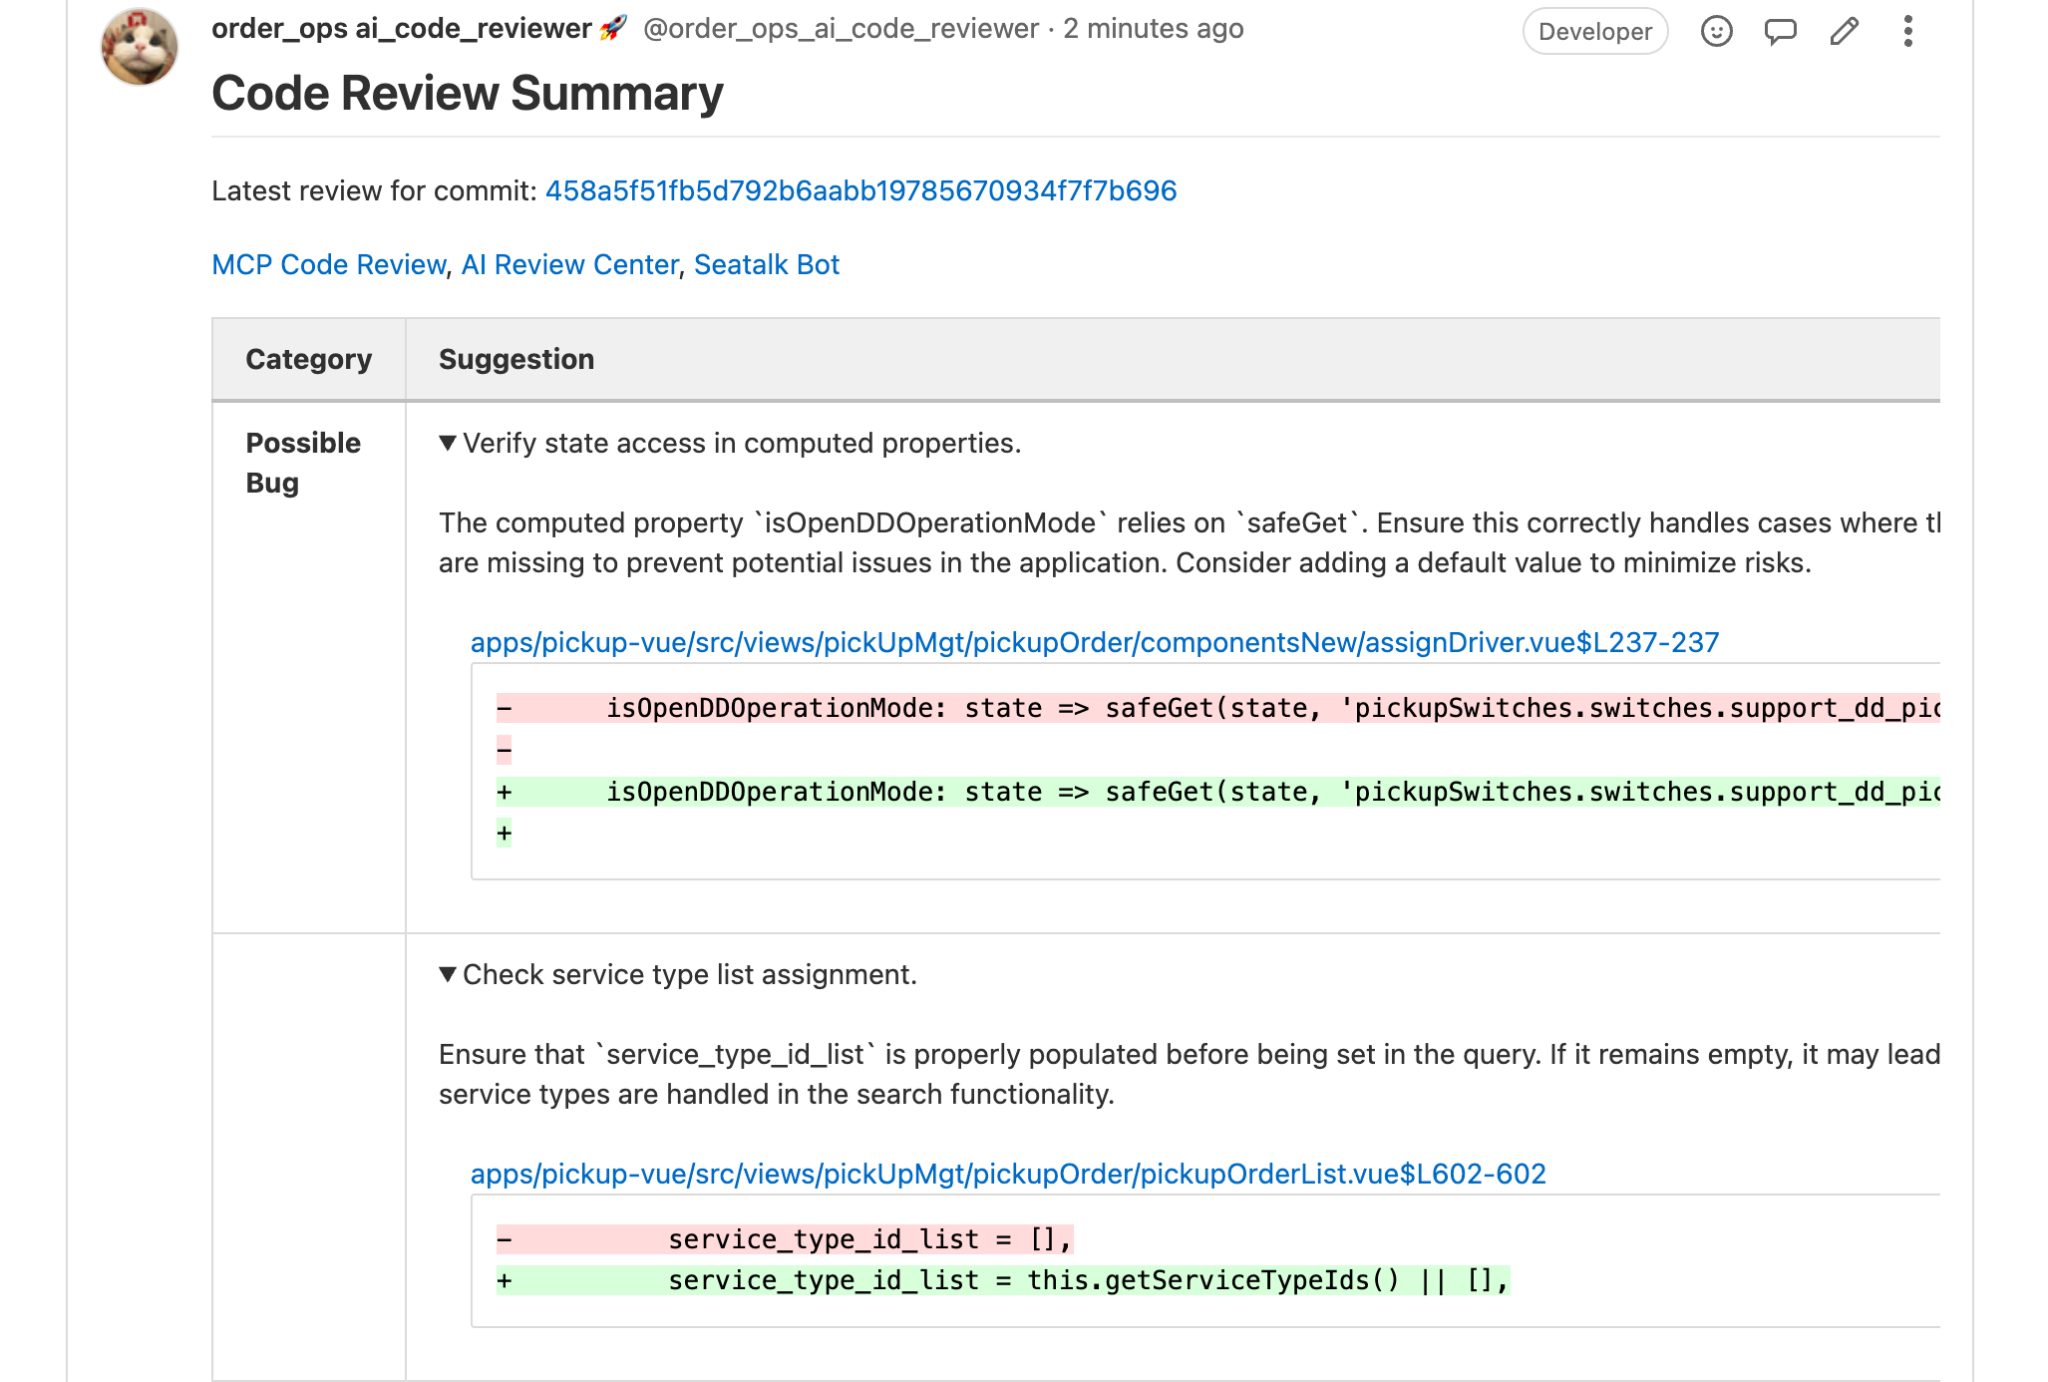 order_ops ai_code_reviewer 🚀 @order_ops_ai_code_reviewer · 2 minutes ago
Developer
Code Review Summary
Latest review for commit: 458a5f51fb5d792b6aabb19785670934f7f7b696
MCP Code Review, AI Review Center, Seatalk Bot
Category Suggestion
Possible
Bug
▼ Verify state access in computed properties.
The computed property `isOpenDDOperationMode` relies on `safeGet`. Ensure this correctly handles cases where
are missing to prevent potential issues in the application. Consider adding a default value to minimize risks.
apps/pickup-vue/src/views/pickUpMgt/pickupOrder/componentsNew/assignDriver.vue$L237-237
- isOpenDDOperationMode: state => safeGet(state, 'pickupSwitches.switches.support_dd_pic
-
+ isOpenDDOperationMode: state => safeGet(state, 'pickupSwitches.switches.support_dd_pic
+
▼ Check service type list assignment.
Ensure that `service_type_id_list` is properly populated before being set in the query. If it remains empty, it may lead
service types are handled in the search functionality.
apps/pickup-vue/src/views/pickUpMgt/pickupOrder/pickupOrderList.vue$L602-602
- service_type_id_list = [],
+ service_type_id_list = this.getServiceTypeIds() || [],